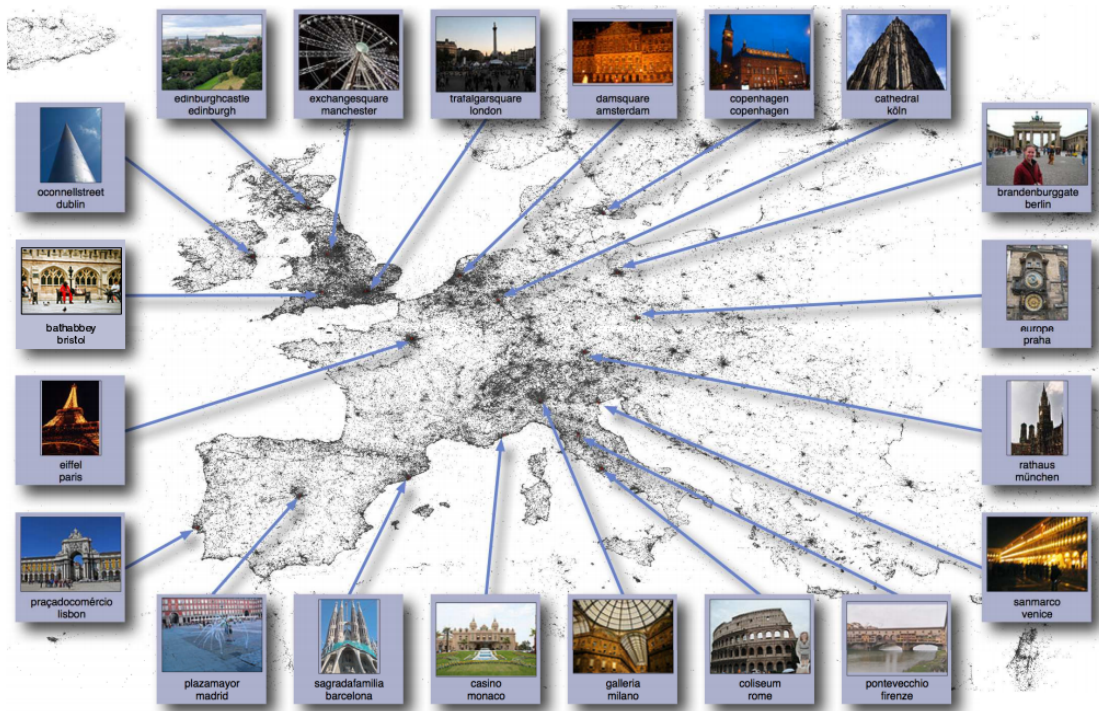 edinburghcastle
edinburgh
exchangesquare
manchester
trafalgarsquare
london
damsquare
amsterdam
copenhagen
copenhagen
cathedral
köln
oconnellstreet
dublin
brandenburggate
berlin
bathabbey
bristol
europe
praha
eiffel
paris
rathaus
münchen
praçadocomércio
lisbon
sanmarco
venice
plazamayor
madrid
sagradafamilia
barcelona
casino
monaco
galleria
milano
coliseum
rome
pontevecchio
firenze